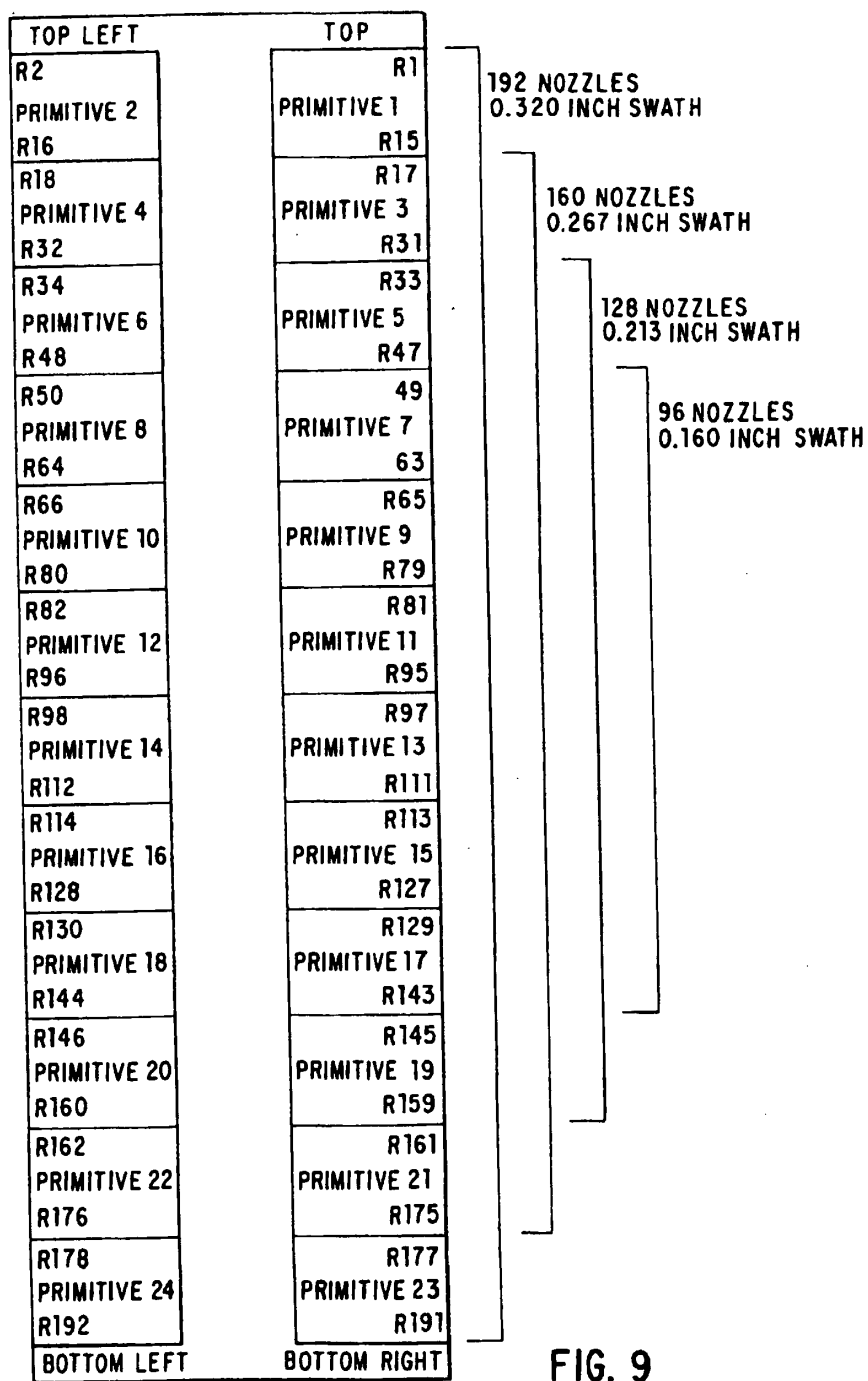 TOP LEFT TOP
R2 R1
PRIMITIVE 2 PRIMITIVE 1
R16 R15
R18 R17
PRIMITIVE 4 PRIMITIVE 3
R32 R31
R34 R33
PRIMITIVE 6 PRIMITIVE 5
R48 R47
R50 49
PRIMITIVE 8 PRIMITIVE 7
R64 63
R66 R65
PRIMITIVE 10 PRIMITIVE 9
R80 R79
R82 R81
PRIMITIVE 12 PRIMITIVE 11
R96 R95
R98 R97
PRIMITIVE 14 PRIMITIVE 13
R112 R111
R114 R113
PRIMITIVE 16 PRIMITIVE 15
R128 R127
R130 R129
PRIMITIVE 18 PRIMITIVE 17
R144 R143
R146 R145
PRIMITIVE 20 PRIMITIVE 19
R160 R159
R162 R161
PRIMITIVE 22 PRIMITIVE 21
R176 R175
R178 R177
PRIMITIVE 24 PRIMITIVE 23
R192 R191
BOTTOM LEFT BOTTOM RIGHT
192 NOZZLES
0.320 INCH SWATH
160 NOZZLES
0.267 INCH SWATH
128 NOZZLES
0.213 INCH SWATH
96 NOZZLES
0.160 INCH SWATH
FIG. 9